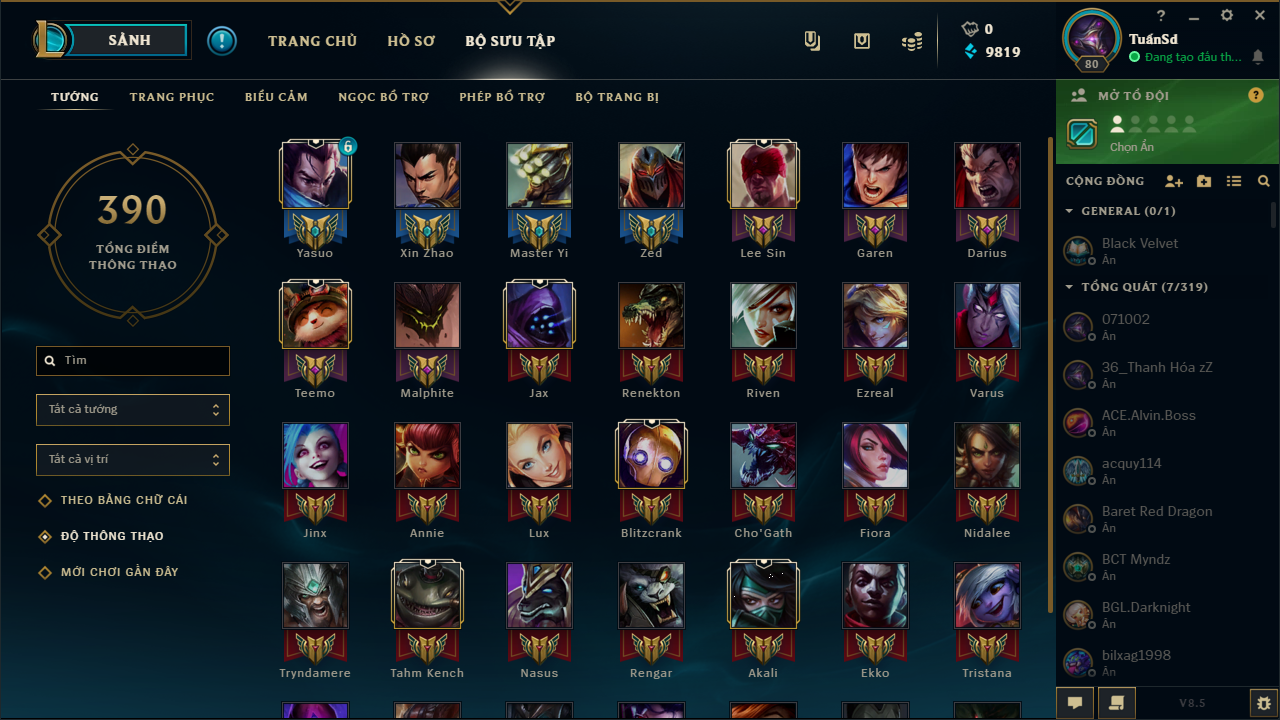 SẢNH
TRANG CHỦ
HỒ SƠ
BỘ SƯU TẬP
0
9819
?
80
TuấnSd
Đang tạo đấu th...
TƯỚNG
TRANG PHỤC
BIỂU CẢM
NGỌC BỔ TRỢ
PHÉP BỔ TRỢ
BỘ TRANG BỊ
MỞ TỔ ĐỘI
?
Chọn Ẩn
390
TỔNG ĐIỂM
THÔNG THẠO
Tìm
Tất cả tướng
Tất cả vị trí
THEO BẢNG CHỮ CÁI
ĐỘ THÔNG THẠO
MỚI CHƠI GẦN ĐÂY
6
Yasuo
Xin Zhao
Master Yi
Zed
Lee Sin
Garen
Darius
Teemo
Malphite
Jax
Renekton
Riven
Ezreal
Varus
Jinx
Annie
Lux
Blitzcrank
Cho'Gath
Fiora
Nidalee
Tryndamere
Tahm Kench
Nasus
Rengar
Akali
Ekko
Tristana
CỘNG ĐỒNG
GENERAL (0/1)
Black Velvet
Ẩn
TỔNG QUÁT (7/319)
071002
Ẩn
36_Thanh Hóa zZ
Ẩn
ACE.Alvin.Boss
Ẩn
acquy114
Ẩn
Baret Red Dragon
Ẩn
BCT Myndz
Ẩn
BGL.Darknight
Ẩn
bilxag1998
Ẩn
V8.5